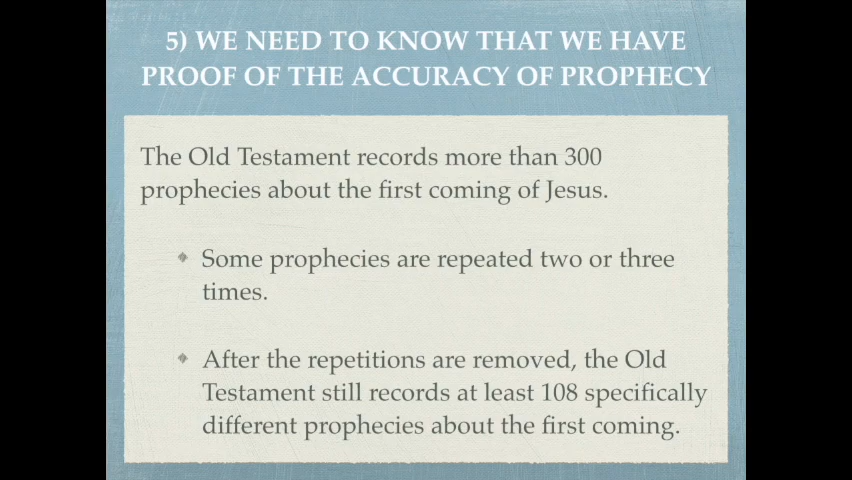 5) WE NEED TO KNOW THAT WE HAVE
PROOF OF THE ACCURACY OF PROPHECY
The Old Testament records more than 300
prophecies about the first coming of Jesus.
Some prophecies are repeated two or three
times.
After the repetitions are removed, the Old
Testament still records at least 108 specifically
different prophecies about the first coming.